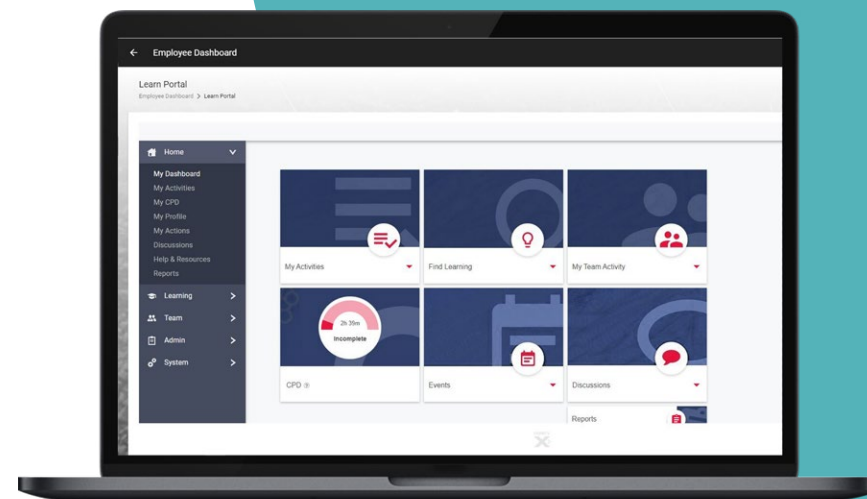 Employee Dashboard
Learn Portal
Employee Dashboard > Learn Portal
Home
My Dashboard
My Activities
My CPD
My Profile
My Actions
Discussions
Help & Resources
Reports
Learning
Team
Admin
System
My Activities
Find Learning
My Team Activity
2h 39m
Incomplete
CPD
Events
Discussions
Reports